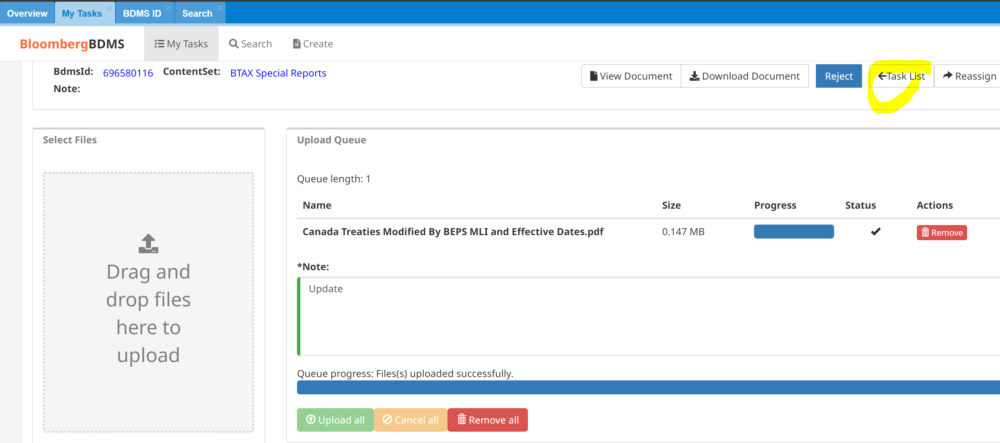 Overview My Tasks BDMS ID Search
BloombergBDMS My Tasks Search Create
BdmsId: 696580116 ContentSet: BTAX Special Reports
Note:
View Document Download Document Reject Task List Reassign
Select Files
Drag and
drop files
here to
upload
Upload Queue
Queue length: 1
Name Size Progress Status Actions
Canada Treaties Modified By BEPS MLI and Effective Dates.pdf 0.147 MB Remove
*Note:
Update
Queue progress: Files(s) uploaded successfully.
Upload all Cancel all Remove all